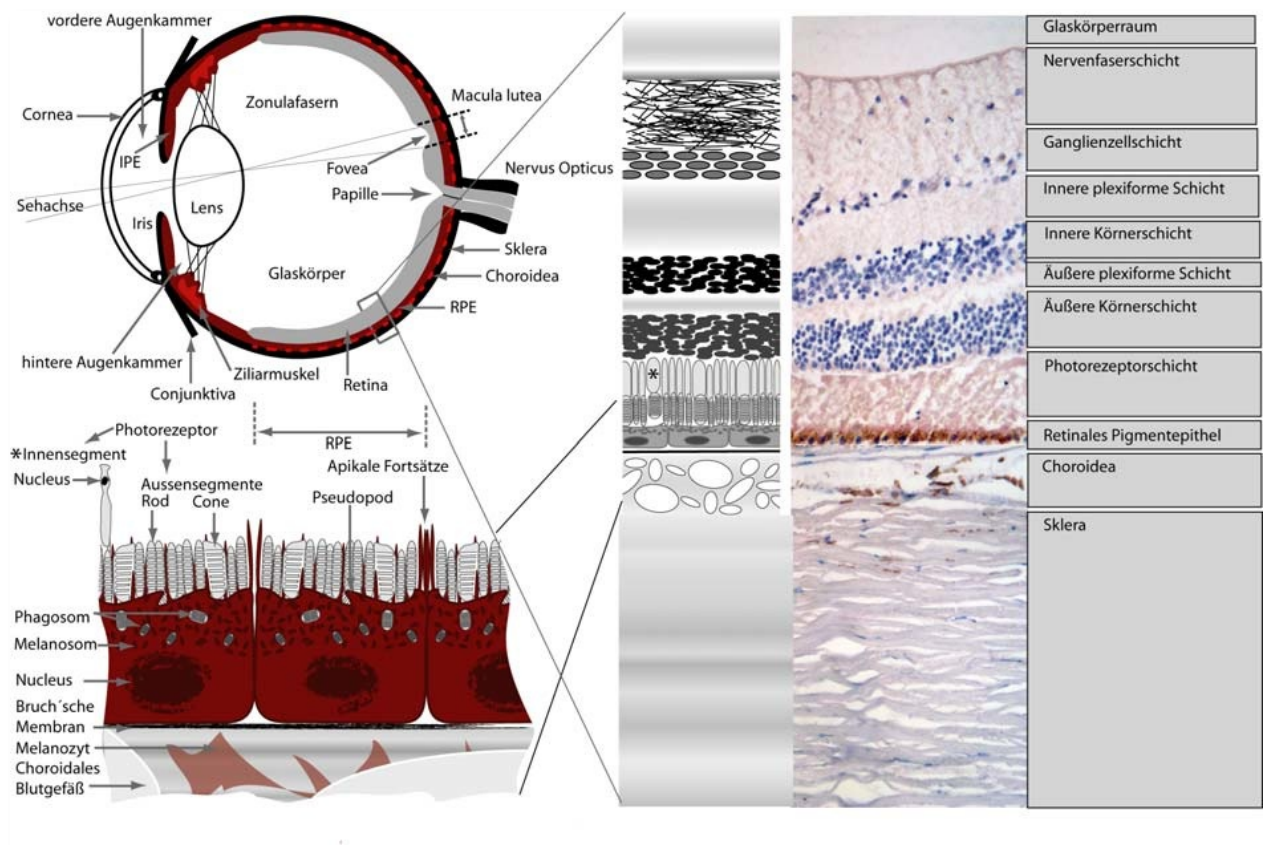 vordere Augenkammer
Cornea
IPE
Zonulafasern
Macula lutea
Fovea
Nervus Opticus
Papille
Sehachse
Iris
Lens
Glaskörper
Sklera
Choroidea
RPE
hintere Augenkammer
Ziliarmuskel
Retina
Conjunktiva
Photorezeptor
*Innensegment
Nucleus
Aussensegmente
Rod
Cone
RPE
Apikale Fortsätze
Pseudopod
Phagosom
Melanosom
Nucleus
Bruch´sche
Membran
Melanozyt
Choroidales
Blutgefäß
*
Glaskörperraum
Nervenfaserschicht
Ganglienzellschicht
Innere plexiforme Schicht
Innere Körnerschicht
Äußere plexiforme Schicht
Äußere Körnerschicht
Photorezeptorschicht
Retinales Pigmentepithel
Choroidea
Sklera